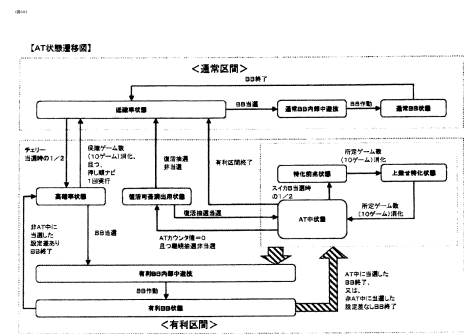 【AT状態遷移図】
＜通常区間＞
BB終了
低確率状態
BB当選
通常BB内部中遊技
BB作動
通常BB状態
チェリー
当選時の1／2
保障ゲーム数
(10ゲーム)消化、
且つ、
押し順ナビ
1回実行
復活抽選
非当選
有利区間終了
所定ゲーム数
(10ゲーム)消化
特化前兆状態
上乗せ特化状態
スイカB当選時
の1／2
高確率状態
復活可否演出用状態
復活抽選当選
AT中状態
所定ゲーム数
(10ゲーム)消化
非AT中に
当選した
設定差あり
BB終了
BB当選
ATカウンタ値=0
且つ継続抽選非当選
有利BB内部中遊技
BB作動
有利BB状態
AT中に当選した
BB終了、
又は、
非AT中に当選した
設定差なしBB終了
＜有利区間＞